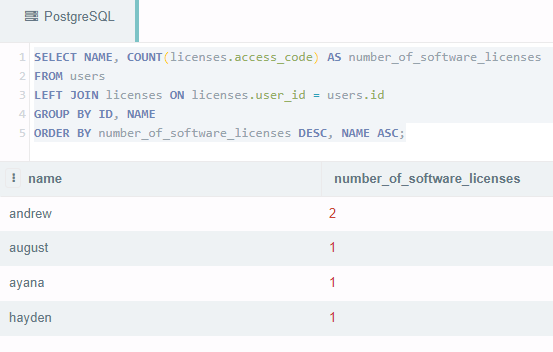 PostgreSQL
1 SELECT NAME, COUNT(licenses.access_code) AS number_of_software_licenses
2 FROM users
3 LEFT JOIN licenses ON licenses.user_id = users.id
4 GROUP BY ID, NAME
5 ORDER BY number_of_software_licenses DESC, NAME ASC;
name number_of_software_licenses
andrew 2
august 1
ayana 1
hayden 1